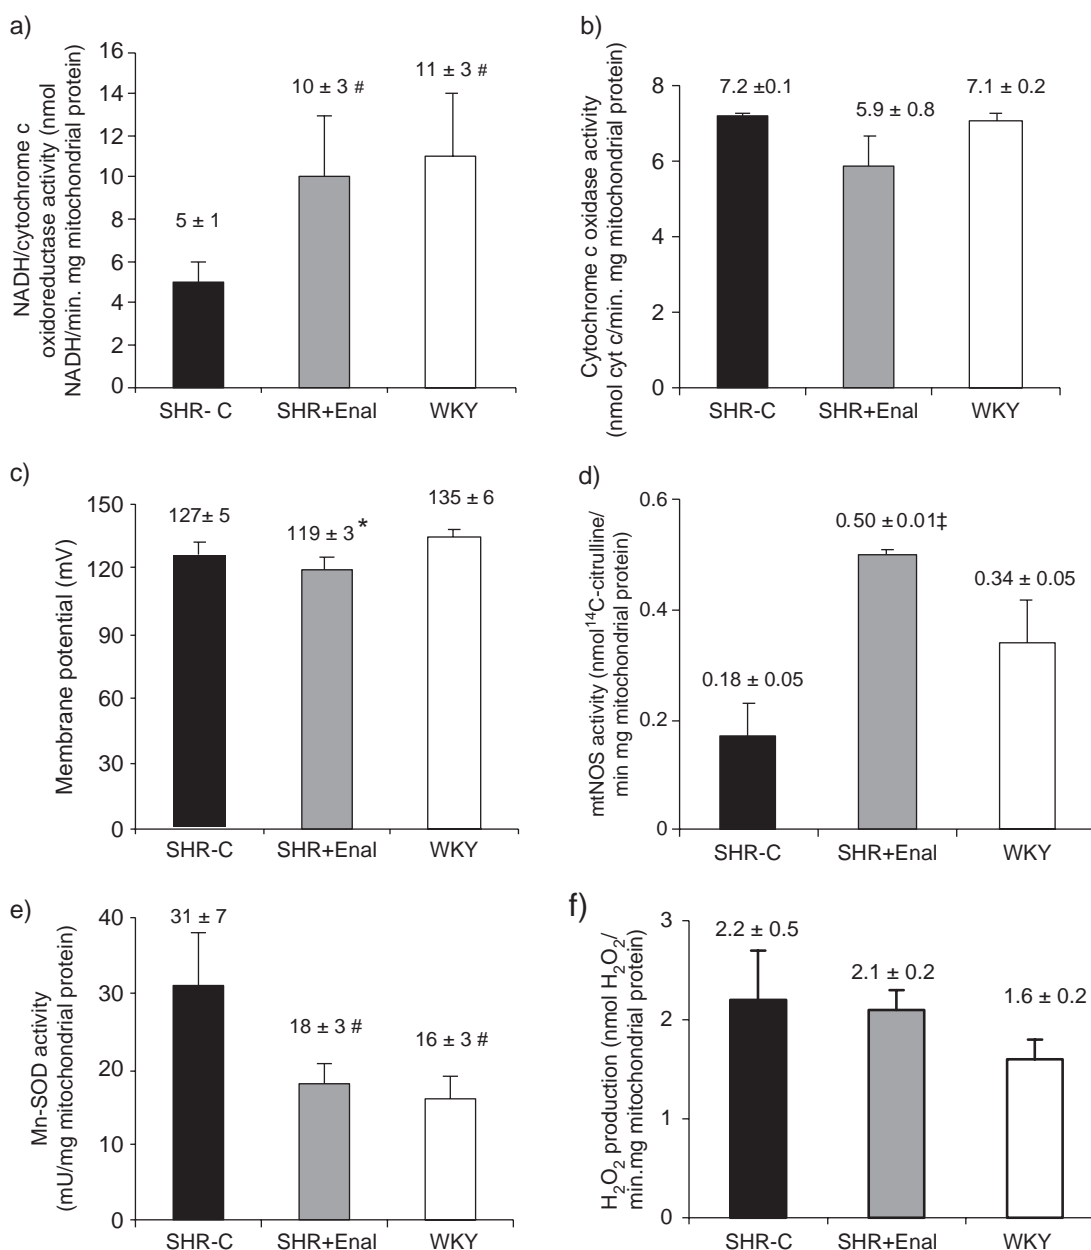 a)
NADH/cytochrome c
oxidoreductase activity (nmol
NADH/min. mg mitochondrial protein)
16
14
12
10
8
6
4
2
0
5 ± 1
10 ± 3 #
11 ± 3 #
SHR- C
SHR+Enal
WKY
b)
Cytochrome c oxidase activity
(nmol cyt c/min. mg mitochondrial protein)
8
6
4
2
0
7.2 ±0.1
5.9 ± 0.8
7.1 ± 0.2
SHR-C
SHR+Enal
WKY
c)
Membrane potential (mV)
150
120
90
60
30
0
127± 5
119 ± 3 *
135 ± 6
SHR-C
SHR+Enal
WKY
d)
mtNOS activity (nmol¹⁴C-citrulline/
min mg mitochondrial protein)
0.6
0.4
0.2
0
0.18 ± 0.05
0.50 ±0.01‡
0.34 ± 0.05
SHR-C
SHR+Enal
WKY
e)
Mn-SOD activity
(mU/mg mitochondrial protein)
40
30
20
10
0
31 ± 7
18 ± 3 #
16 ± 3 #
SHR-C
SHR+Enal
WKY
f)
H₂O₂ production (nmol H₂O₂/
min.mg mitochondrial protein)
3
2
1
0
2.2 ± 0.5
2.1 ± 0.2
1.6 ± 0.2
SHR-C
SHR+Enal
WKY